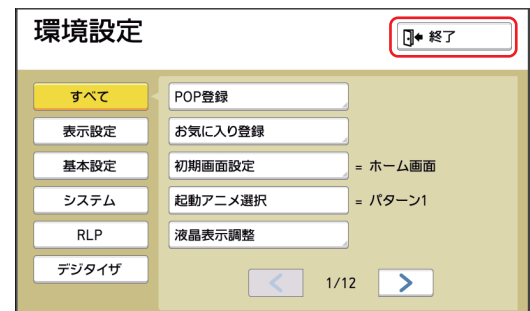 環境設定
終了
すべて
POP登録
表示設定
お気に入り登録
基本設定
初期画面設定 = ホーム画面
システム
起動アニメ選択 = パターン1
RLP
液晶表示調整
デジタイザ
1/12